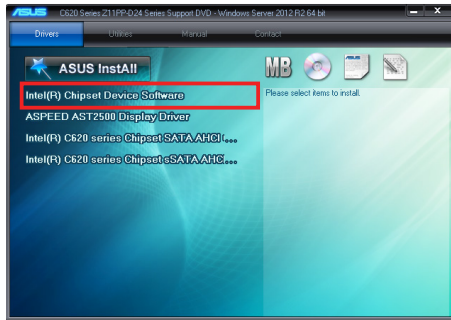 ASUS C620 Series Z11PP-D24 Series Support DVD - Windows Server 2012 R2 64 bit
Drivers Utilities Manual Contact
ASUS InstAll
MB
Intel(R) Chipset Device Software
Please select items to install.
ASPEED AST2500 Display Driver
Intel(R) C620 series Chipset SATA AHCI (...
Intel(R) C620 series Chipset sSATA AHC...